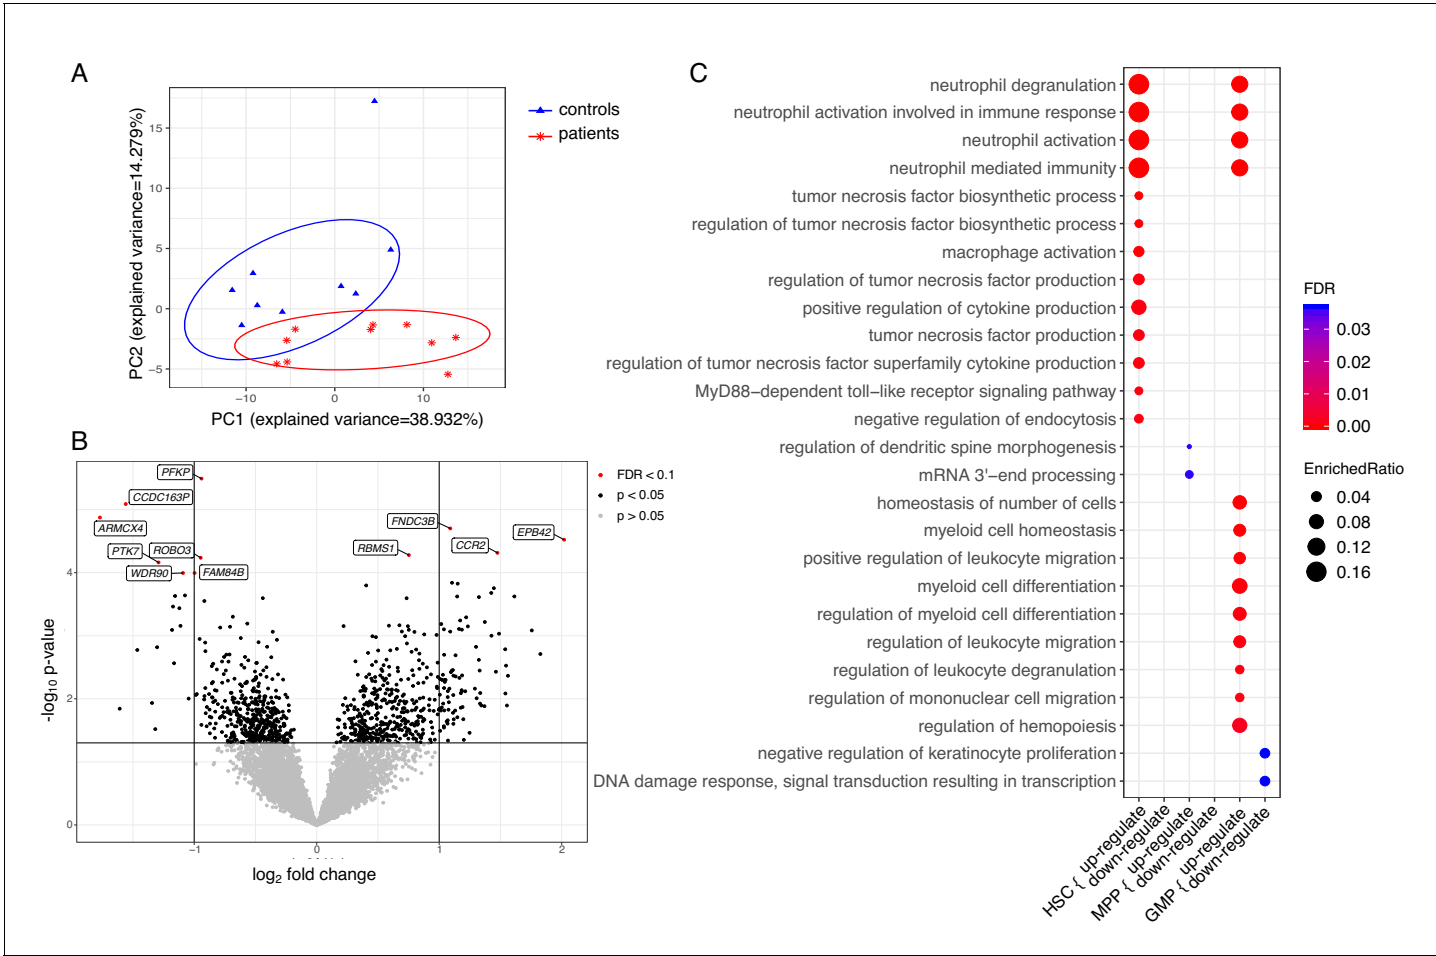 A
controls
patients
15
10
5
0
−5
−10
0
10
PC2 (explained variance=14.279%)
PC1 (explained variance=38.932%)
B
PFKP
CCDC163P
ARMCX4
PTK7
ROBO3
WDR90
FAM84B
FNDC3B
RBMS1
CCR2
EPB42
FDR < 0.1
p < 0.05
p > 0.05
4
2
0
−1
0
1
2
-log10 p-value
log2 fold change
C
neutrophil degranulation
neutrophil activation involved in immune response
neutrophil activation
neutrophil mediated immunity
tumor necrosis factor biosynthetic process
regulation of tumor necrosis factor biosynthetic process
macrophage activation
regulation of tumor necrosis factor production
positive regulation of cytokine production
tumor necrosis factor production
regulation of tumor necrosis factor superfamily cytokine production
MyD88−dependent toll−like receptor signaling pathway
negative regulation of endocytosis
regulation of dendritic spine morphogenesis
mRNA 3'−end processing
homeostasis of number of cells
myeloid cell homeostasis
positive regulation of leukocyte migration
myeloid cell differentiation
regulation of myeloid cell differentiation
regulation of leukocyte migration
regulation of leukocyte degranulation
regulation of mononuclear cell migration
regulation of hemopoiesis
negative regulation of keratinocyte proliferation
DNA damage response, signal transduction resulting in transcription
HSC { up-regulate
down-regulate
MPP { up-regulate
down-regulate
GMP { up-regulate
down-regulate
FDR
0.03
0.02
0.01
0.00
EnrichedRatio
0.04
0.08
0.12
0.16